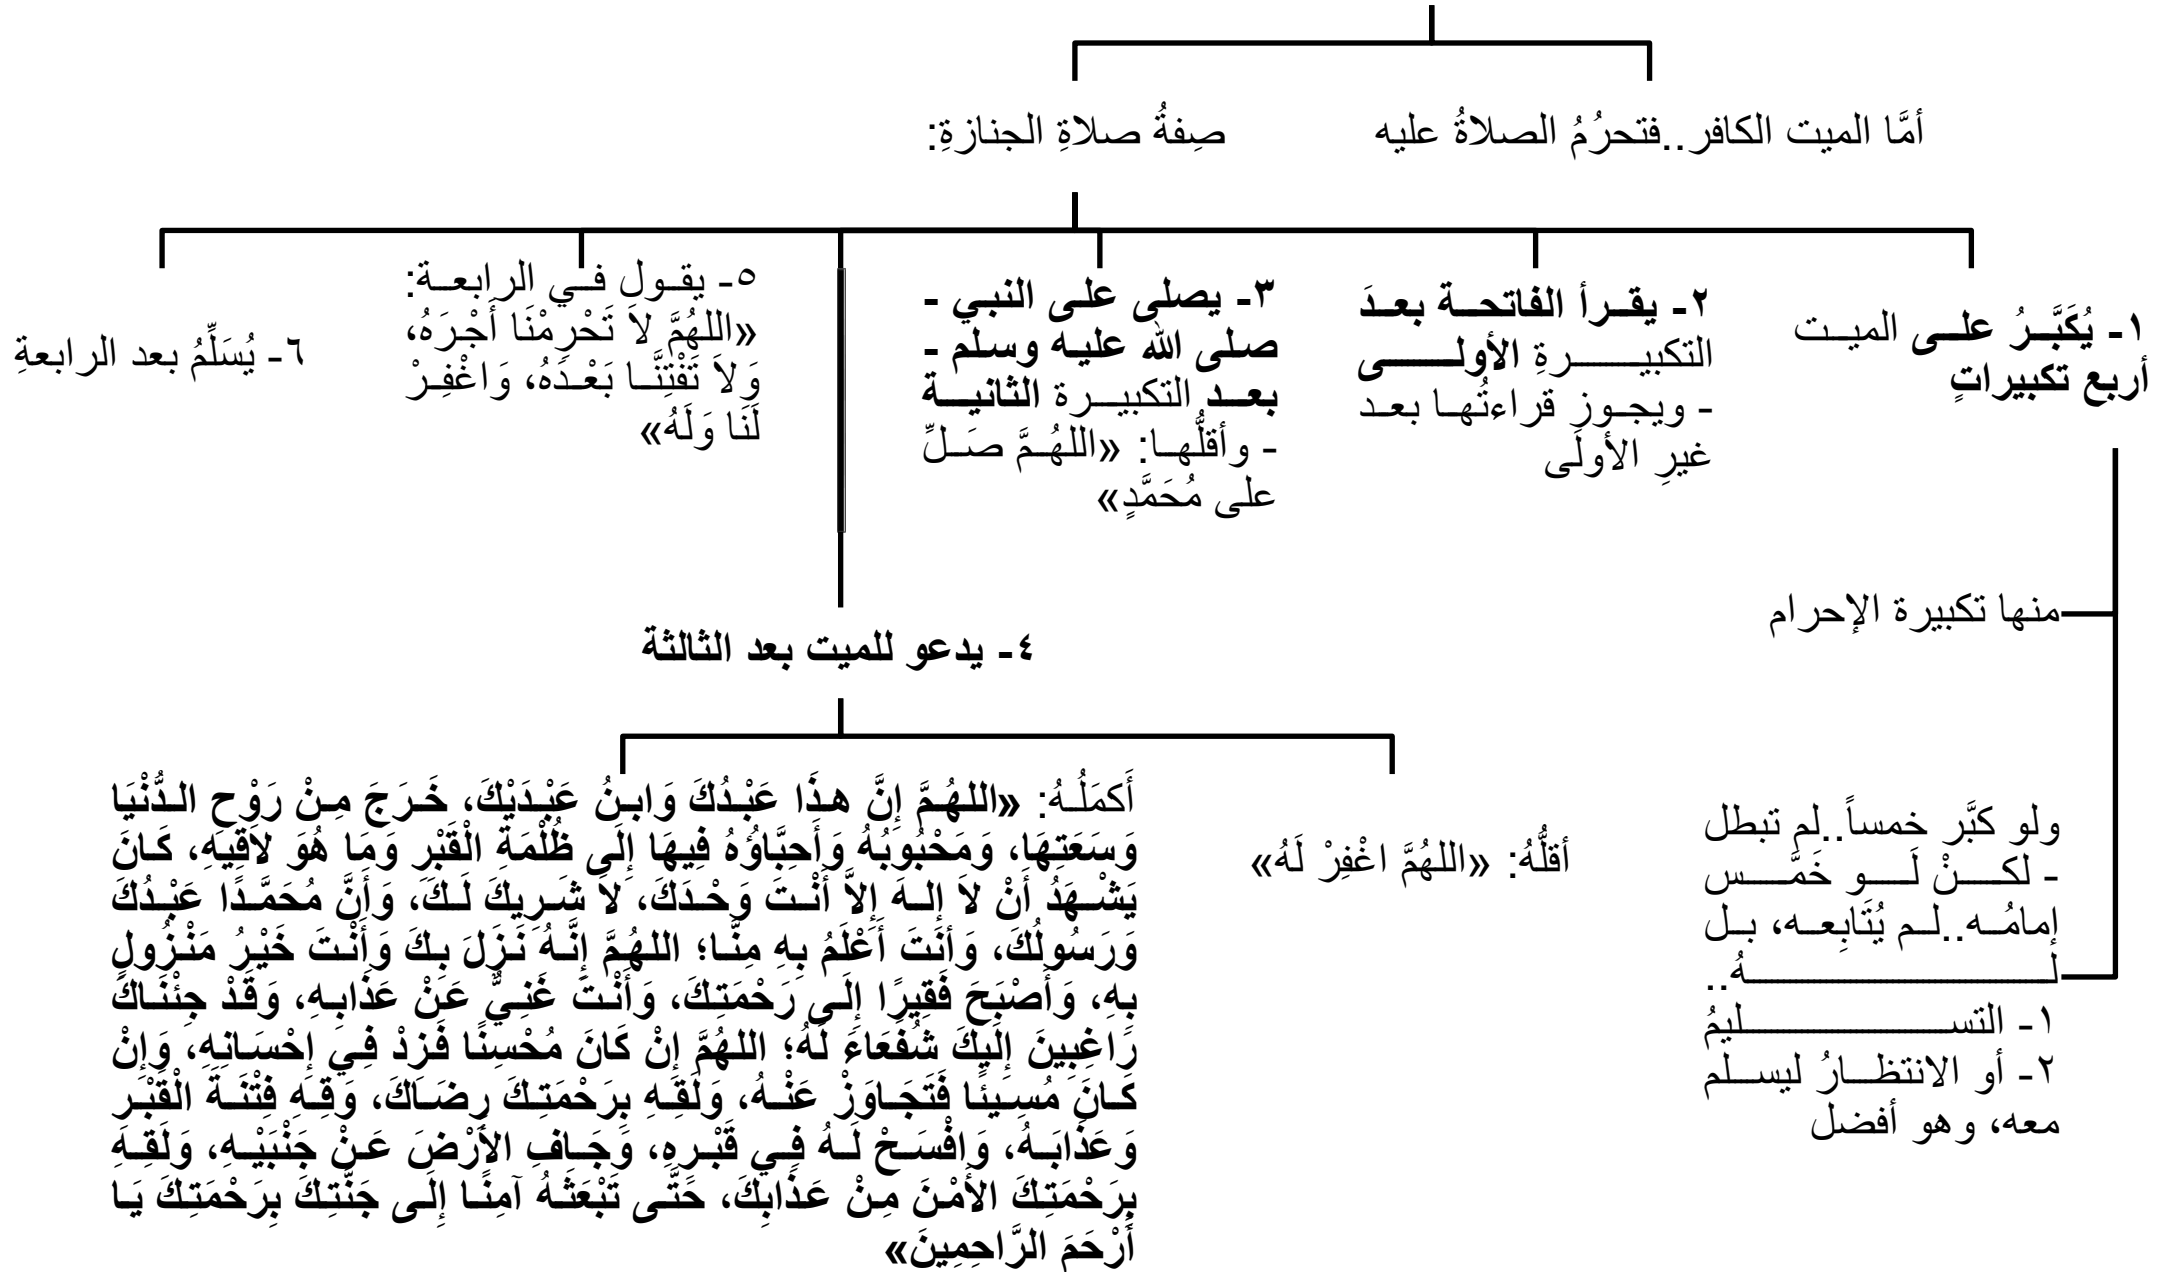 أمَّا الميت الكافر..فتحرُمُ الصلاةُ عليه
صِفةُ صلاةِ الجنازةِ:
١- يُكَبَّرُ على الميت
أربع تكبيراتٍ
منها تكبيرة الإحرام
ولو كبَّر خمساً..لم تبطل
- لكنْ لَو خَمَّس
إمامُه..لم يُتَابِعه، بل
لهُ..
١- التسليمُ
٢- أو الانتظارُ ليسلم
معه، وهو أفضل
٢- يقرأ الفاتحة بعدَ
التكبيرةِ الأولى
- ويجوز قراءتُها بعد
غيرِ الأولَى
٣- يصلى على النبي -
صلى الله عليه وسلم -
بعد التكبيرة الثانية
- وأقلُّها: «اللهُمَّ صَلِّ
على مُحَمَّدٍ»
٤- يدعو للميت بعد الثالثة
أقلُّهُ: «اللهُمَّ اغْفِرْ لَهُ»
أَكمَلُهُ: «اللهُمَّ إِنَّ هذَا عَبْدُكَ وَابنُ عَبْدَيْكَ، خَرَجَ مِنْ رَوْحِ الدُّنْيَا
وَسَعَتِهَا، وَمَحْبُوبُهُ وَأَحِبَّاؤُهُ فِيهَا إِلَى ظُلْمَةِ الْقَبْرِ وَمَا هُوَ لاَقِيهِ، كَانَ
يَشْهَدُ أَنْ لاَ إِلهَ إِلاَّ أَنْتَ وَحْدَكَ، لاَ شَرِيكَ لَكَ، وَأَنَّ مُحَمَّدًا عَبْدُكَ
وَرَسُولُكَ، وَأَنتَ أَعْلَمُ بِهِ مِنَّا؛ اللهُمَّ إِنَّهُ نَزَلَ بِكَ وَأَنْتَ خَيْرُ مَنْزُولٍ
بِهِ، وَأَصْبَحَ فَقِيرًا إِلَى رَحْمَتِكَ، وَأَنْتَ غَنِيٌّ عَنْ عَذَابِهِ، وَقَدْ جِئْنَاكَ
رَاغِبِينَ إِلَيكَ شُفَعَاءَ لَهُ؛ اللهُمَّ إِنْ كَانَ مُحْسِنًا فَزِدْ فِي إِحْسَانِهِ، وَإِنْ
كَانَ مُسِيئًا فَتَجَاوَزْ عَنْهُ، وَلَقِّهِ بِرَحْمَتِكَ رِضَاكَ، وَقِهِ فِتْنَةَ الْقَبْرِ
وَعَذَابَهُ، وَافْسَحْ لَهُ فِي قَبْرِهِ، وَجَافِ الأَرْضَ عَنْ جَنْبَيْهِ، وَلَقِّهِ
بِرَحْمَتِكَ الأَمْنَ مِنْ عَذَابِكَ، حَتَّى تَبْعَثَهُ آمِنًا إِلَى جَنَّتِكَ بِرَحْمَتِكَ يَا
أَرْحَمَ الرَّاحِمِينَ»
٥- يقول في الرابعة:
«اللهُمَّ لاَ تَحْرِمْنَا أَجْرَهُ،
وَلاَ تَفْتِنَّا بَعْدَهُ، وَاغْفِرْ
لَنَا وَلَهُ»
٦- يُسَلِّمُ بعد الرابعةِ